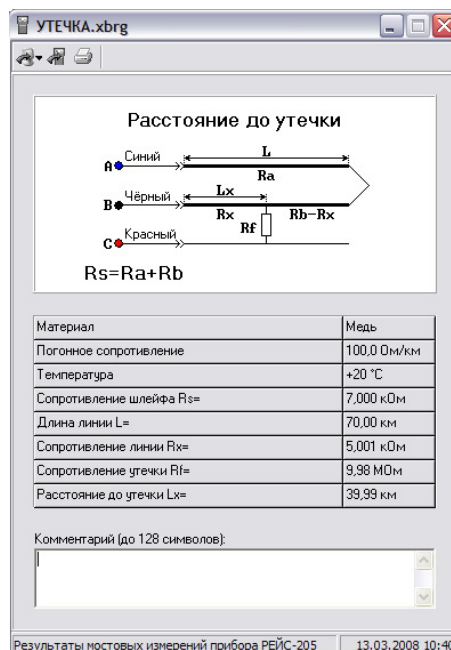 УТЕЧКА.xbrg
Расстояние до утечки
A Синий L
Ra
B Чёрный Lx
Rx Rb-Rx
Rf
C Красный
Rs=Ra+Rb
Материал Медь
Погонное сопротивление 100,0 Ом/км
Температура +20 °C
Сопротивление шлейфа Rs= 7,000 кОм
Длина линии L= 70,00 км
Сопротивление линии Rx= 5,001 кОм
Сопротивление утечки Rf= 9,98 МОм
Расстояние до утечки Lx= 39,99 км
Комментарий (до 128 символов):
Результаты мостовых измерений прибора РЕЙС-205 13.03.2008 10:40